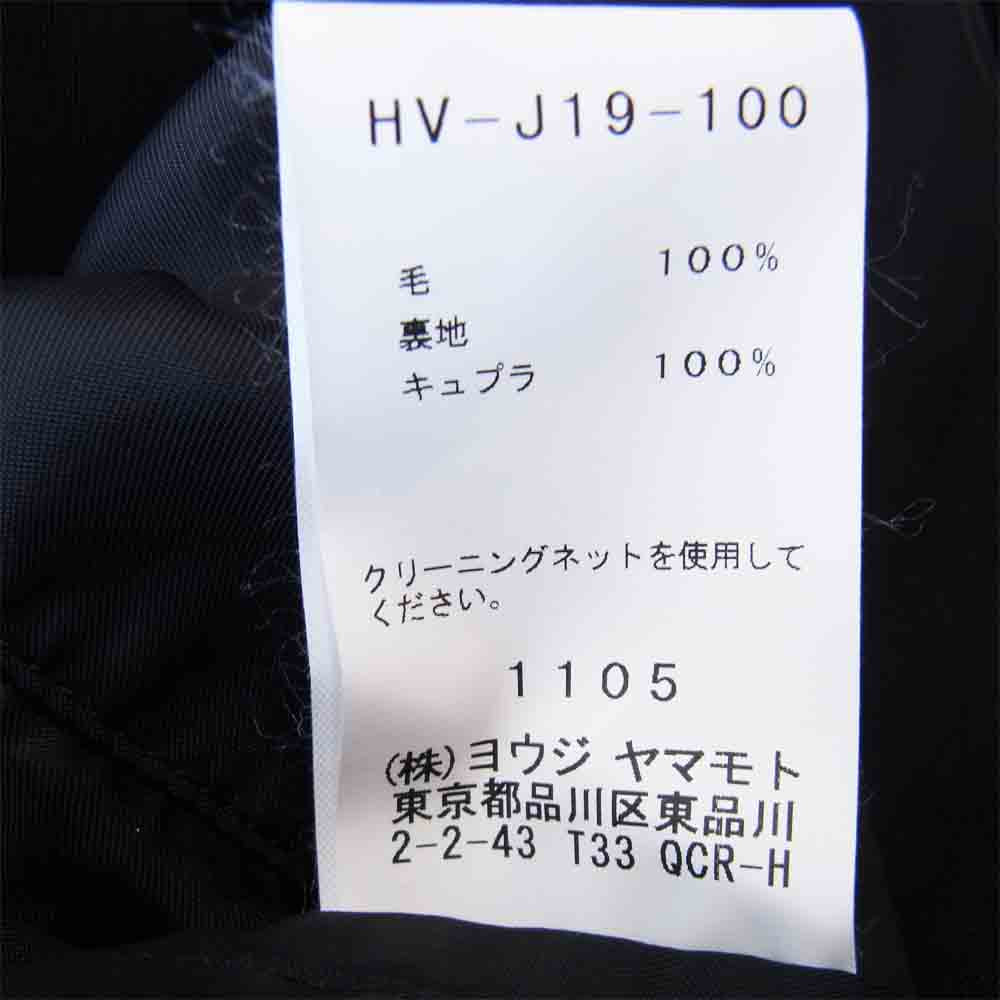 HV-J19-100
毛 100%
裏地
キュプラ 100%
クリーニングネットを使用して
ください。
1105
(株)ヨウジ ヤマモト
東京都品川区東品川
2-2-43 T33 QCR-H